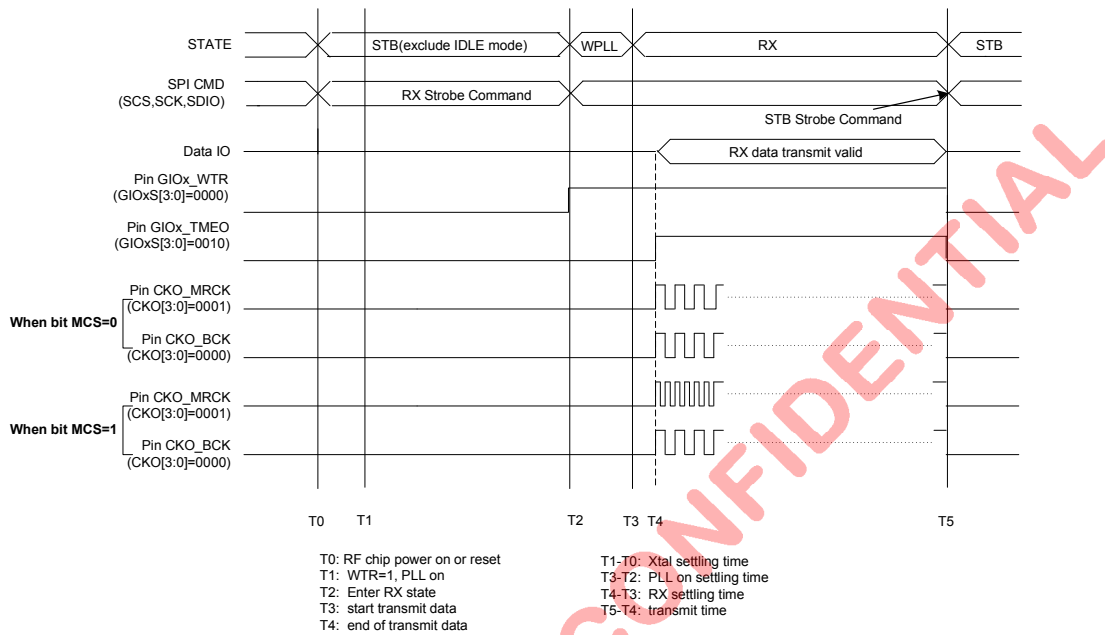 STATE
STB(exclude IDLE mode)
WPLL
RX
STB
SPI CMD
(SCS,SCK,SDIO)
RX Strobe Command
STB Strobe Command
Data IO
RX data transmit valid
Pin GIOx_WTR
(GIOxS[3:0]=0000)
Pin GIOx_TMEO
(GIOxS[3:0]=0010)
When bit MCS=0
Pin CKO_MRCK
(CKO[3:0]=0001)
Pin CKO_BCK
(CKO[3:0]=0000)
When bit MCS=1
Pin CKO_MRCK
(CKO[3:0]=0001)
Pin CKO_BCK
(CKO[3:0]=0000)
T0 T1 T2 T3 T4 T5
T0: RF chip power on or reset
T1: WTR=1, PLL on
T2: Enter RX state
T3: start transmit data
T4: end of transmit data
T1-T0: Xtal settling time
T3-T2: PLL on settling time
T4-T3: RX settling time
T5-T4: transmit time
CONFIDENTIAL